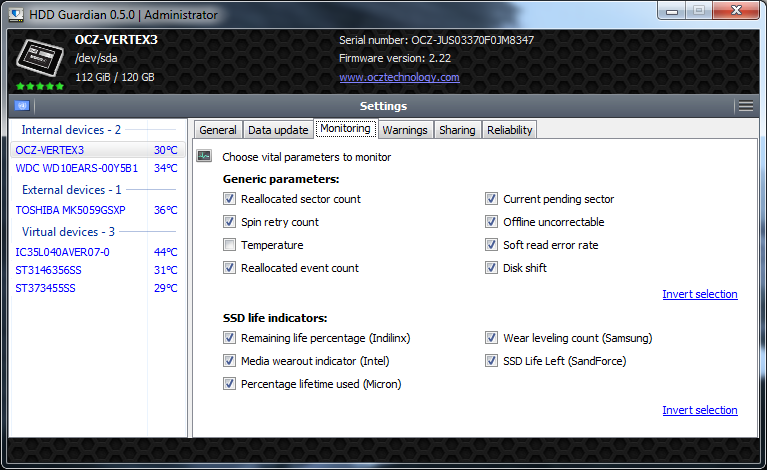 HDD Guardian 0.5.0 | Administrator
OCZ-VERTEX3
/dev/sda
112 GiB / 120 GB
Serial number: OCZ-JUS03370F0JM8347
Firmware version: 2.22
www.ocztechnology.com
Settings
Internal devices - 2
OCZ-VERTEX3 30°C
WDC WD10EARS-00Y5B1 34°C
External devices - 1
TOSHIBA MK5059GSXP 36°C
Virtual devices - 3
IC35L040AVER07-0 44°C
ST3146356SS 31°C
ST373455SS 29°C
General Data update Monitoring Warnings Sharing Reliability
Choose vital parameters to monitor
Generic parameters:
Reallocated sector count Current pending sector
Spin retry count Offline uncorrectable
Temperature Soft read error rate
Reallocated event count Disk shift
Invert selection
SSD life indicators:
Remaining life percentage (Indilinx) Wear leveling count (Samsung)
Media wearout indicator (Intel) SSD Life Left (SandForce)
Percentage lifetime used (Micron)
Invert selection